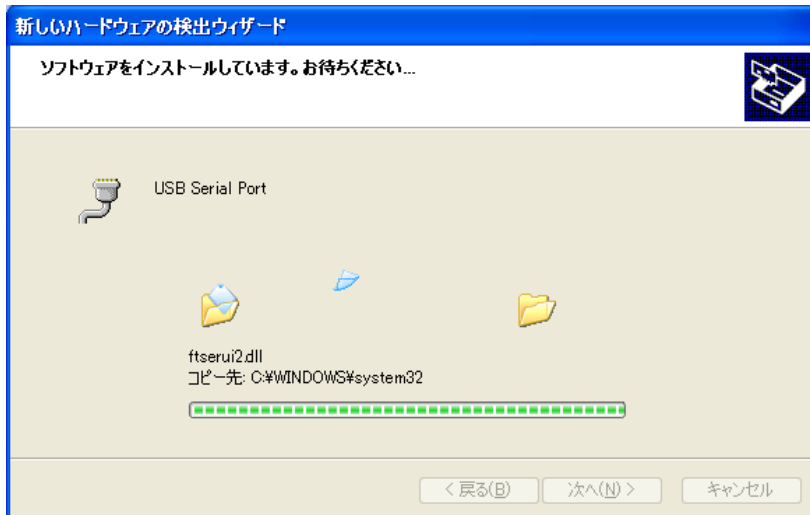 新しいハードウェアの検出ウィザード
ソフトウェアをインストールしています。お待ちください...
USB Serial Port
ftserui2.dll
コピー先: C:¥WINDOWS¥system32
< 戻る(B) 次へ(N) > キャンセル